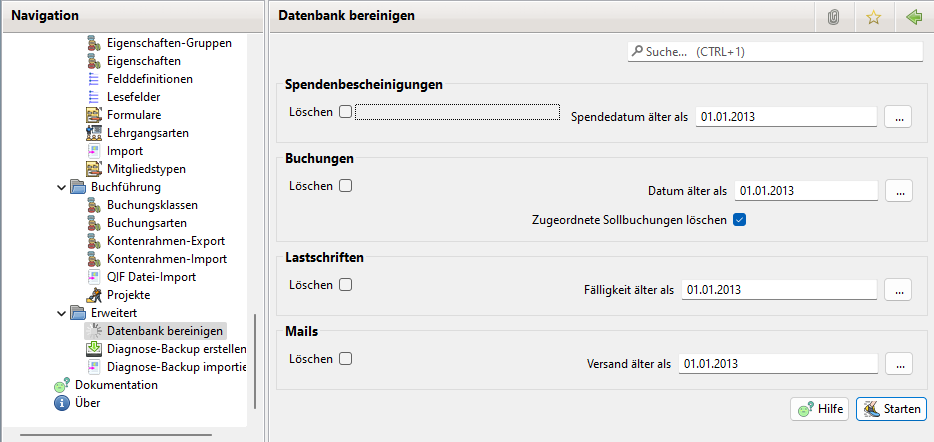 Navigation
Eigenschaften-Gruppen
Eigenschaften
Felddefinitionen
Lesefelder
Formulare
Lehrgangsarten
Import
Mitgliedstypen
Buchführung
Buchungsklassen
Buchungsarten
Kontenrahmen-Export
Kontenrahmen-Import
QIF Datei-Import
Projekte
Erweitert
Datenbank bereinigen
Diagnose-Backup erstellen
Diagnose-Backup importie
Dokumentation
Über
Datenbank bereinigen
Suche... (CTRL+1)
Spendenbescheinigungen
Löschen Spendedatum älter als 01.01.2013 ...
Buchungen
Löschen Datum älter als 01.01.2013 ...
Zugeordnete Sollbuchungen löschen
Lastschriften
Löschen Fälligkeit älter als 01.01.2013 ...
Mails
Löschen Versand älter als 01.01.2013 ...
Hilfe Starten